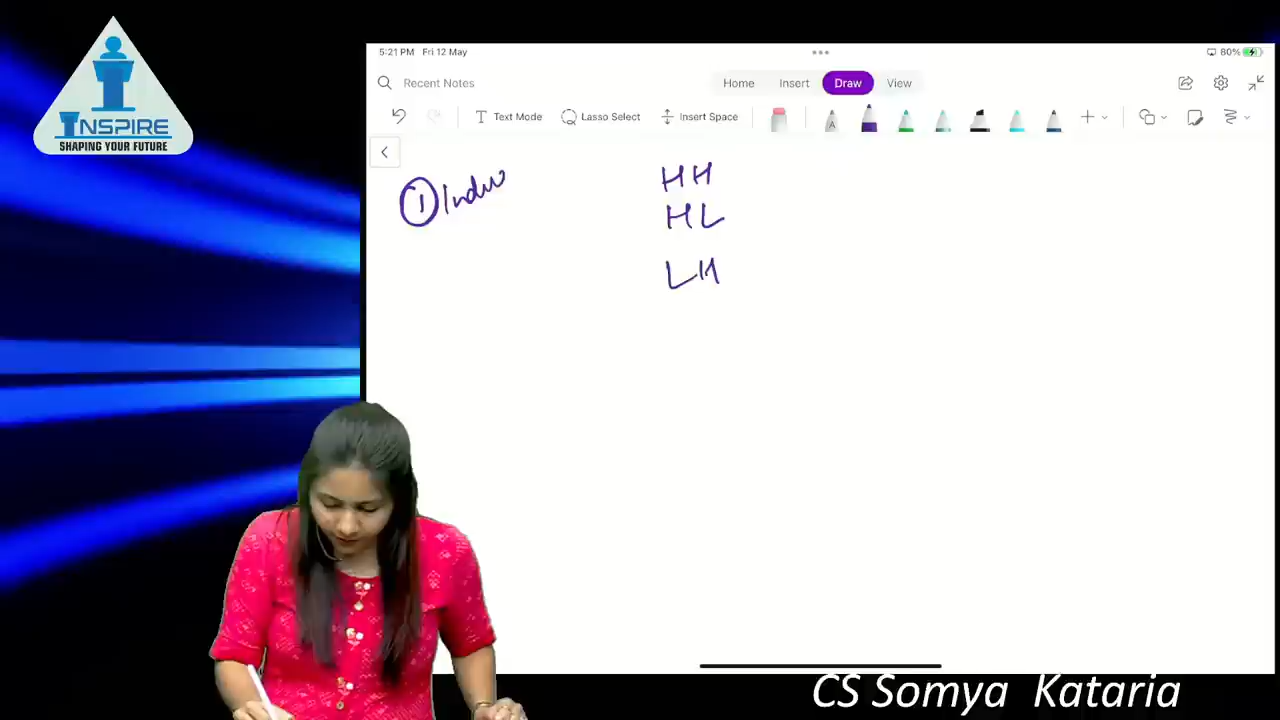 INSPIRE
SHAPING YOUR FUTURE
5:21 PM Fri 12 May
80%
Recent Notes
Home Insert Draw View
Text Mode Lasso Select Insert Space
A
① HH
HL
LH
CS Somya Kataria